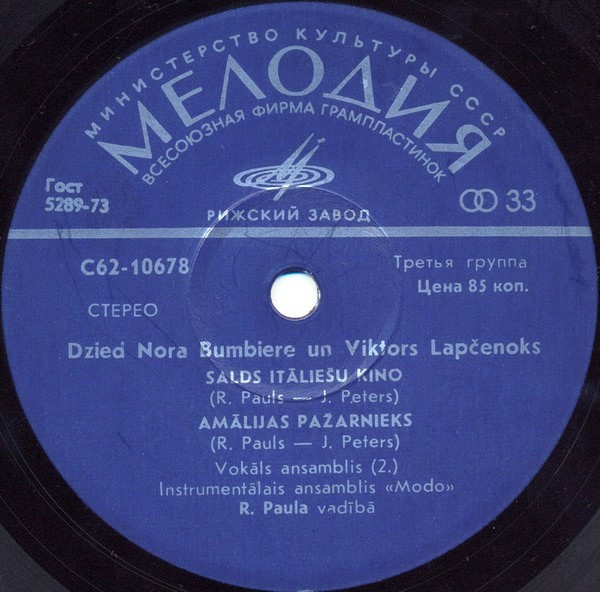 МИНИСТЕРСТВО КУЛЬТУРЫ СССР
МЕЛОДИЯ
ВСЕСОЮЗНАЯ ФИРМА ГРАМПЛАСТИНОК
Гост
5289-73
РИЖСКИЙ ЗАВОД
33
С62-10678
Третья группа
Цена 85 коп.
СТЕРЕО
Dzied Nora Bumbiere un Viktors Lapčenoks
SALDS ITĀLIEŠU KINO
(R. Pauls — J. Peters)
AMĀLIJAS PAŽARNIEKS
(R. Pauls — J. Peters)
Vokāls ansamblis (2.)
Instrumentālais ansamblis «Modo»
R. Paula vadībā